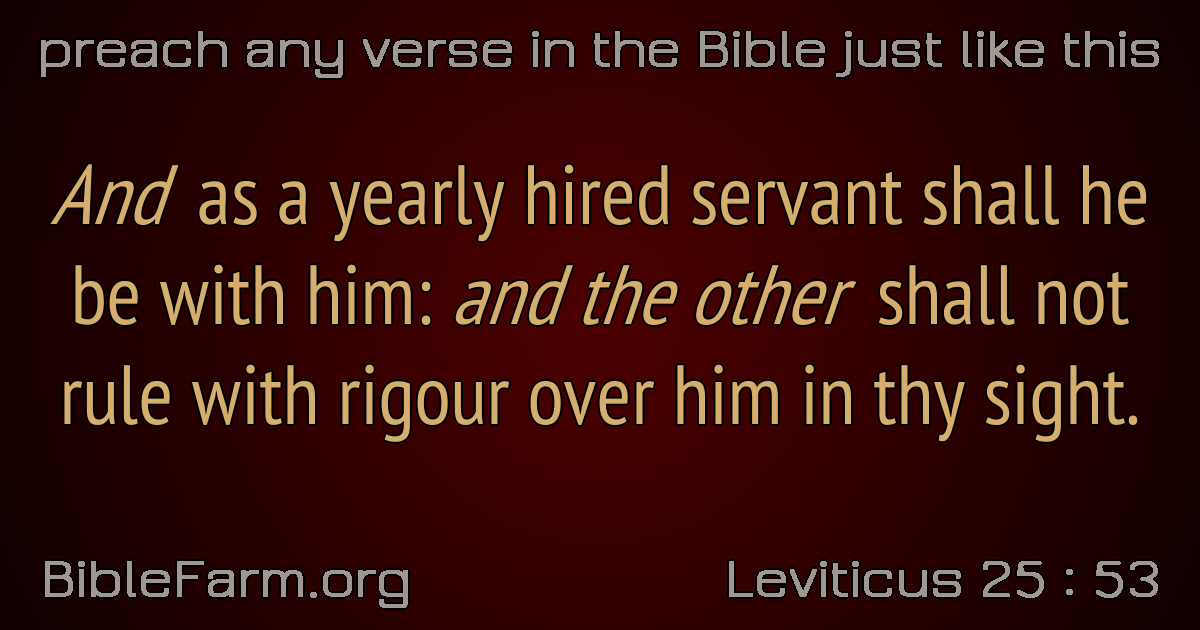 preach any verse in the Bible just like this
And as a yearly hired servant shall he
be with him: and the other shall not
rule with rigour over him in thy sight.
BibleFarm.org
Leviticus 25 : 53